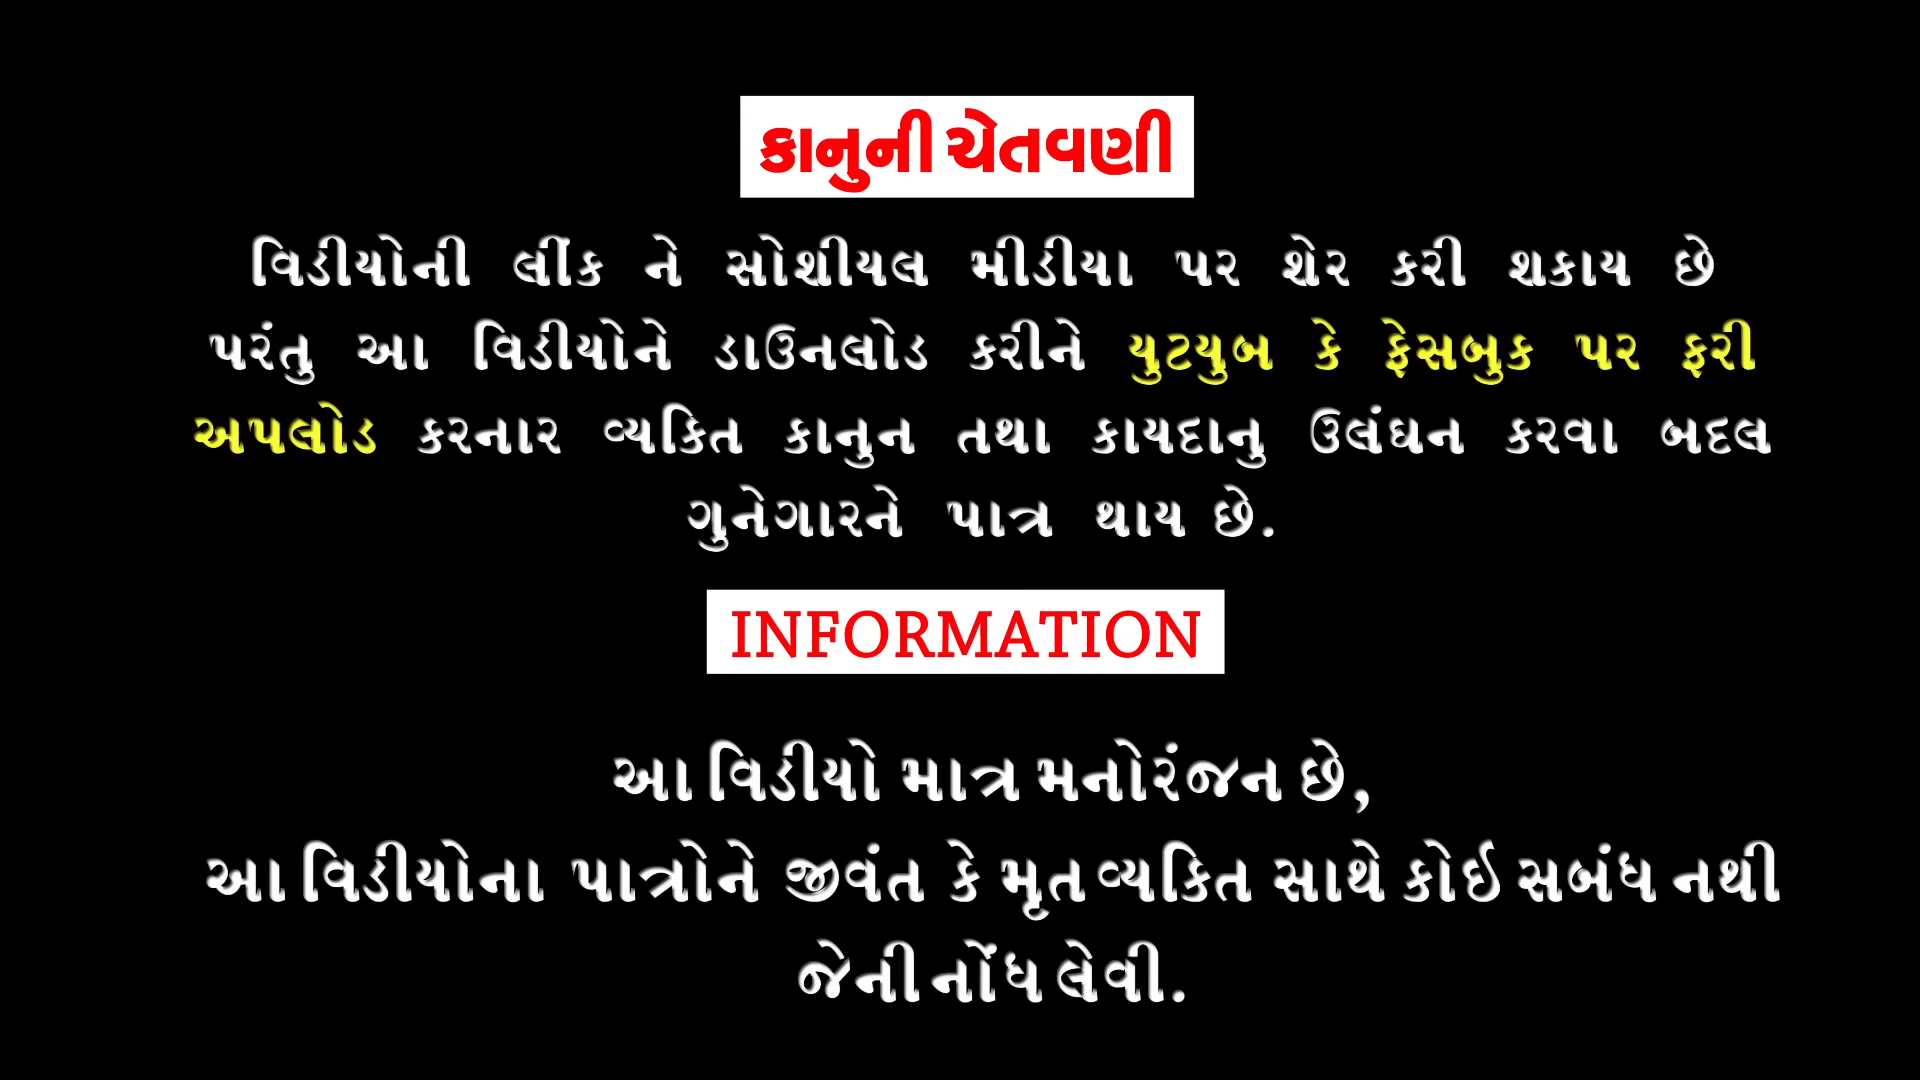 કાનુની ચેતવણી
વિડીયોની લીંક ને સોશીયલ મીડીયા પર શેર કરી શકાય છે
પરંતુ આ વિડીયોને ડાઉનલોડ કરીને યુટયુબ કે ફેસબુક પર ફરી
અપલોડ કરનાર વ્યકિત કાનુન તથા કાયદાનુ ઉલંઘન કરવા બદલ
ગુનેગારને પાત્ર થાય છે.
INFORMATION
આ વિડીયો માત્ર મનોરંજન છે,
આ વિડીયોના પાત્રોને જીવંત કે મૃત વ્યકિત સાથે કોઇ સબંધ નથી
જેની નોંધ લેવી.